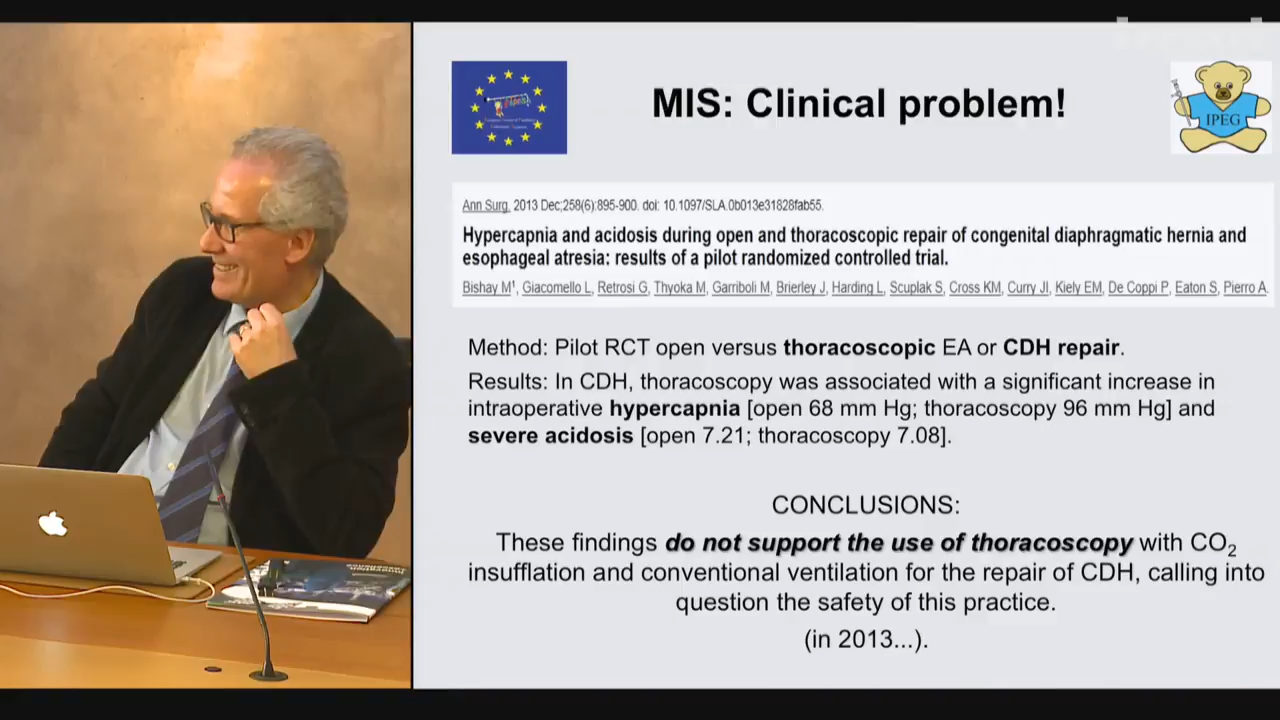 MIS: Clinical problem!
IPEG
Ann Surg. 2013 Dec;258(6):895-900. doi: 10.1097/SLA.0b013e31828fab55.
Hypercapnia and acidosis during open and thoracoscopic repair of congenital diaphragmatic hernia and
esophageal atresia: results of a pilot randomized controlled trial.
Bishay M¹, Giacomello L, Retrosi G, Thyoka M, Garriboli M, Brierley J, Harding L, Scuplak S, Cross KM, Curry JI, Kiely EM, De Coppi P, Eaton S, Pierro A.
Method: Pilot RCT open versus thoracoscopic EA or CDH repair.
Results: In CDH, thoracoscopy was associated with a significant increase in
intraoperative hypercapnia [open 68 mm Hg; thoracoscopy 96 mm Hg] and
severe acidosis [open 7.21; thoracoscopy 7.08].
CONCLUSIONS:
These findings do not support the use of thoracoscopy with CO₂
insufflation and conventional ventilation for the repair of CDH, calling into
question the safety of this practice.
(in 2013...).